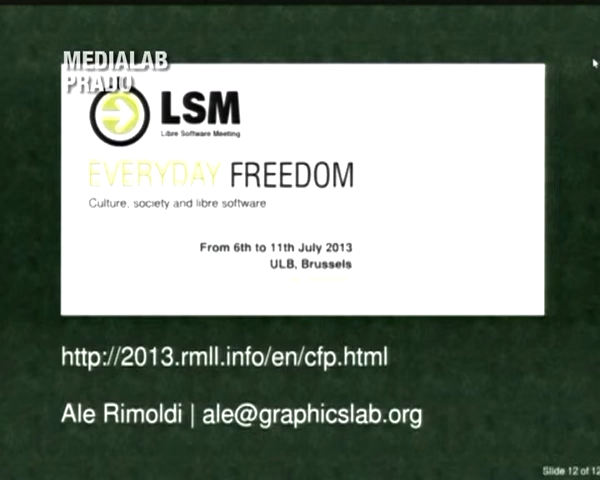 MEDIALAB
PRADO
LSM
Libre Software Meeting
EVERYDAY FREEDOM
Culture, society and libre software
From 6th to 11th July 2013
ULB, Brussels
http://2013.rmll.info/en/cfp.html
Ale Rimoldi | ale@graphicslab.org
Slide 12 of 12